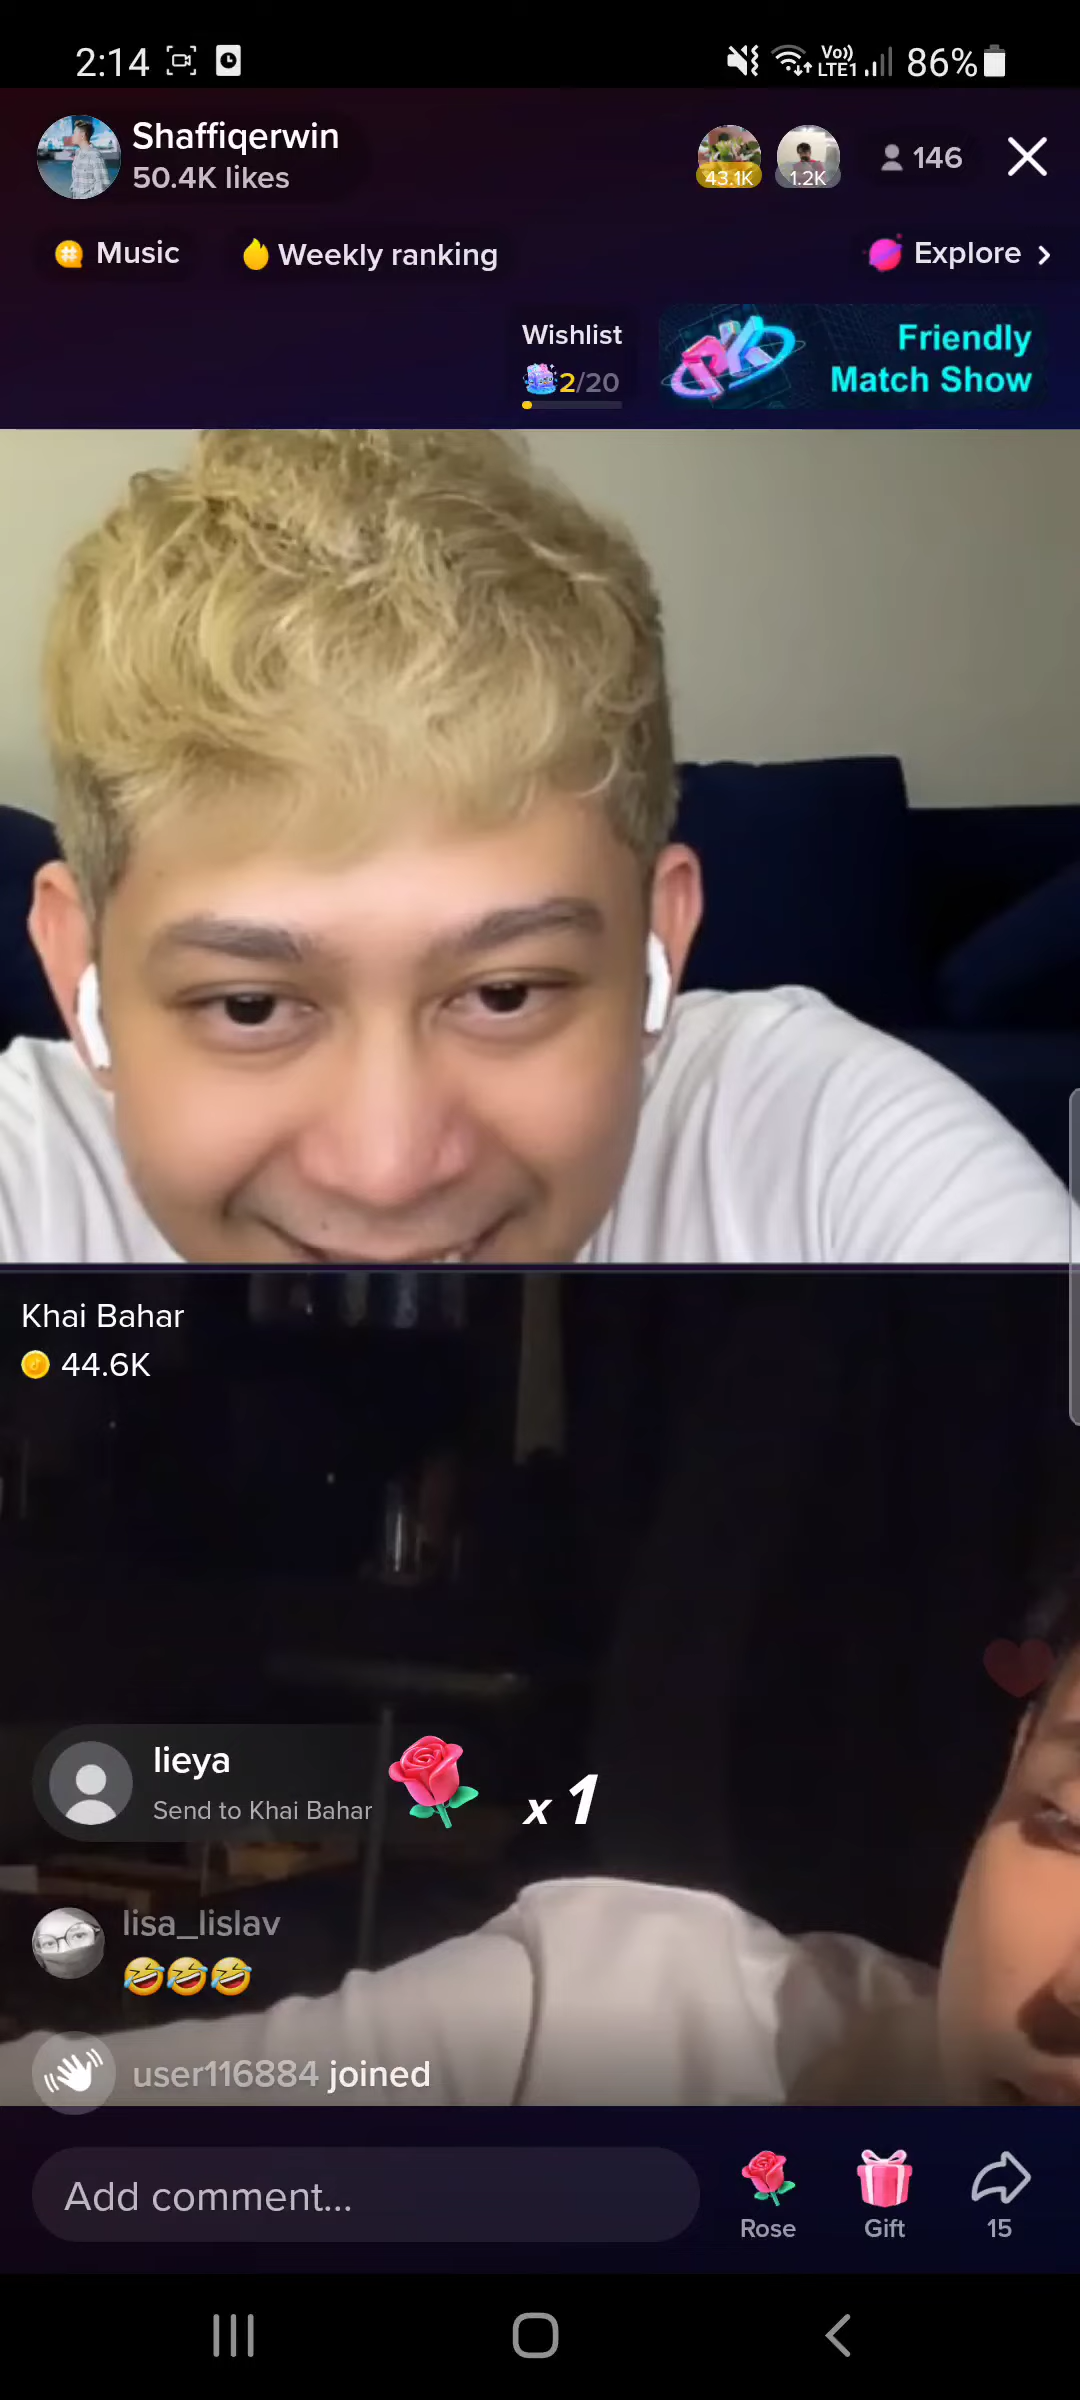 2:14
Vo))
LTE1
86%
Shaffiqerwin
50.4K likes
43.1K
1.2K
146
Music
Weekly ranking
Explore >
Wishlist
2/20
Friendly
Match Show
Khai Bahar
44.6K
lieya
Send to Khai Bahar
x 1
lisa_lislav
🤣🤣🤣
user116884 joined
Add comment...
Rose
Gift
15